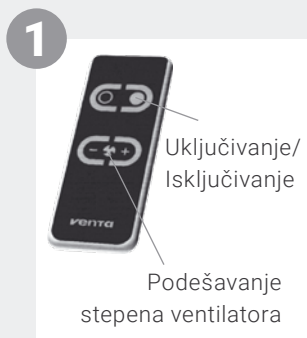 1
Uključivanje/
Isključivanje
- +
venta
Podešavanje
stepena ventilatora